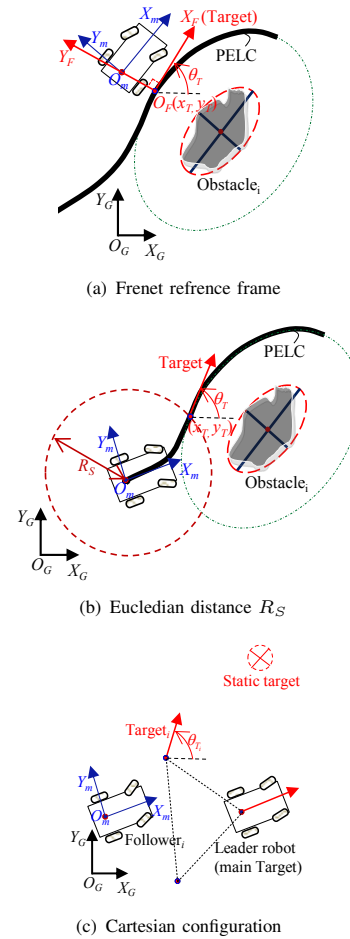 X_m
X_F (Target)
Y_m
PELC
Y_F
θ_T
O_m
O_F(x_T, y_T)
Obstacle_i
Y_G
O_G
X_G
(a) Frenet refrence frame
Target
PELC
θ_T
(x_T, y_T)
Y_m
R_S
X_m
O_m
Obstacle_i
Y_G
O_G
X_G
(b) Eucledian distance R_S
Static target
Target_i
θ_{T_i}
Y_m
O_m
X_m
Follower_i
Leader robot
(main Target)
Y_G
O_G
X_G
(c) Cartesian configuration